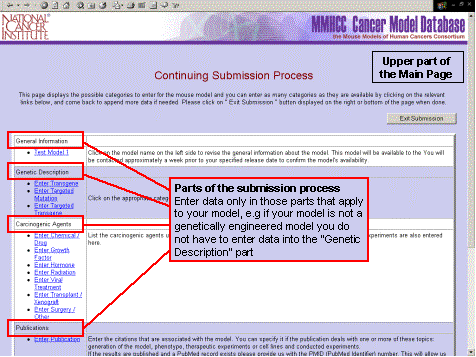 NATIONAL
CANCER
INSTITUTE
MMHCC Cancer Model Database
the Mouse Models of Human Cancers Consortium
Upper part of
the Main Page
Continuing Submission Process
This page displays the possible categories to enter for the mouse model and you can enter as many categories as they are available by clicking on the relevant
links below, and come back to append more data if needed. Please click on " Exit Submission " button displayed on the right or bottom of the page when done.
Exit Submission
General Information
Test Model 1
Click on the model name on the left side to revise the general information about the model. This model will be available to the You will
be contacted approximately a week prior to your specified release date to confirm the model's availability.
Genetic Description
Enter Transgene
Enter Targeted
Mutation
Enter Targeted
Transgene
Click on the appropriate cate
Parts of the submission process
Enter data only in those parts that apply
to your model, e.g if your model is not a
genetically engineered model you do
not have to enter data into the "Genetic
Description" part
Carcinogenic Agents
Enter Chemical /
Drug
Enter Growth
Factor
Enter Hormone
Enter Radiation
Enter Viral
Treatment
Enter Transplant /
Xenograft
Enter Surgery /
Other
List the carcinogenic agents u
periments are also entered
here.
Publications
Enter Publication
Enter the citations that are associated with the model. You can specify it if the publication deals with one or more of these topics:
generation of the model, phenotype, therapeutic experiments or cell lines and conducted experiments.
If the results are published and a PubMed record exists please provide us with the PMID (PubMed Identifier) number. This will allow us